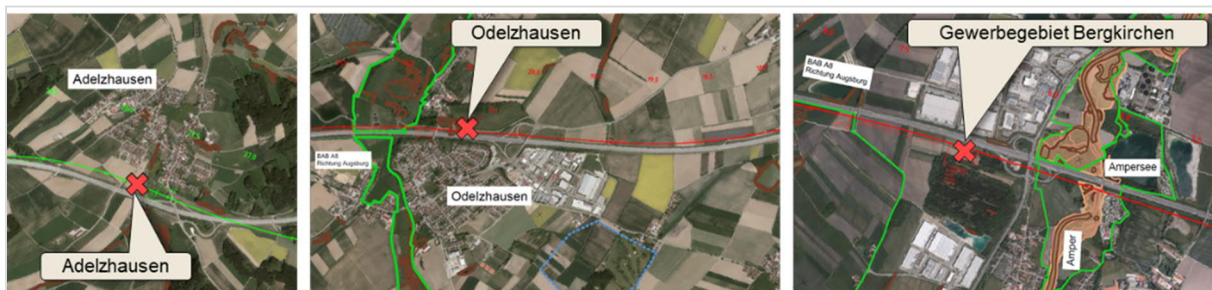 Adelzhausen
Adelzhausen
Odelzhausen
BAB A8
Richtung Augsburg
Odelzhausen
Gewerbegebiet Bergkirchen
BAB A8
Richtung Augsburg
Ampersee
Amper